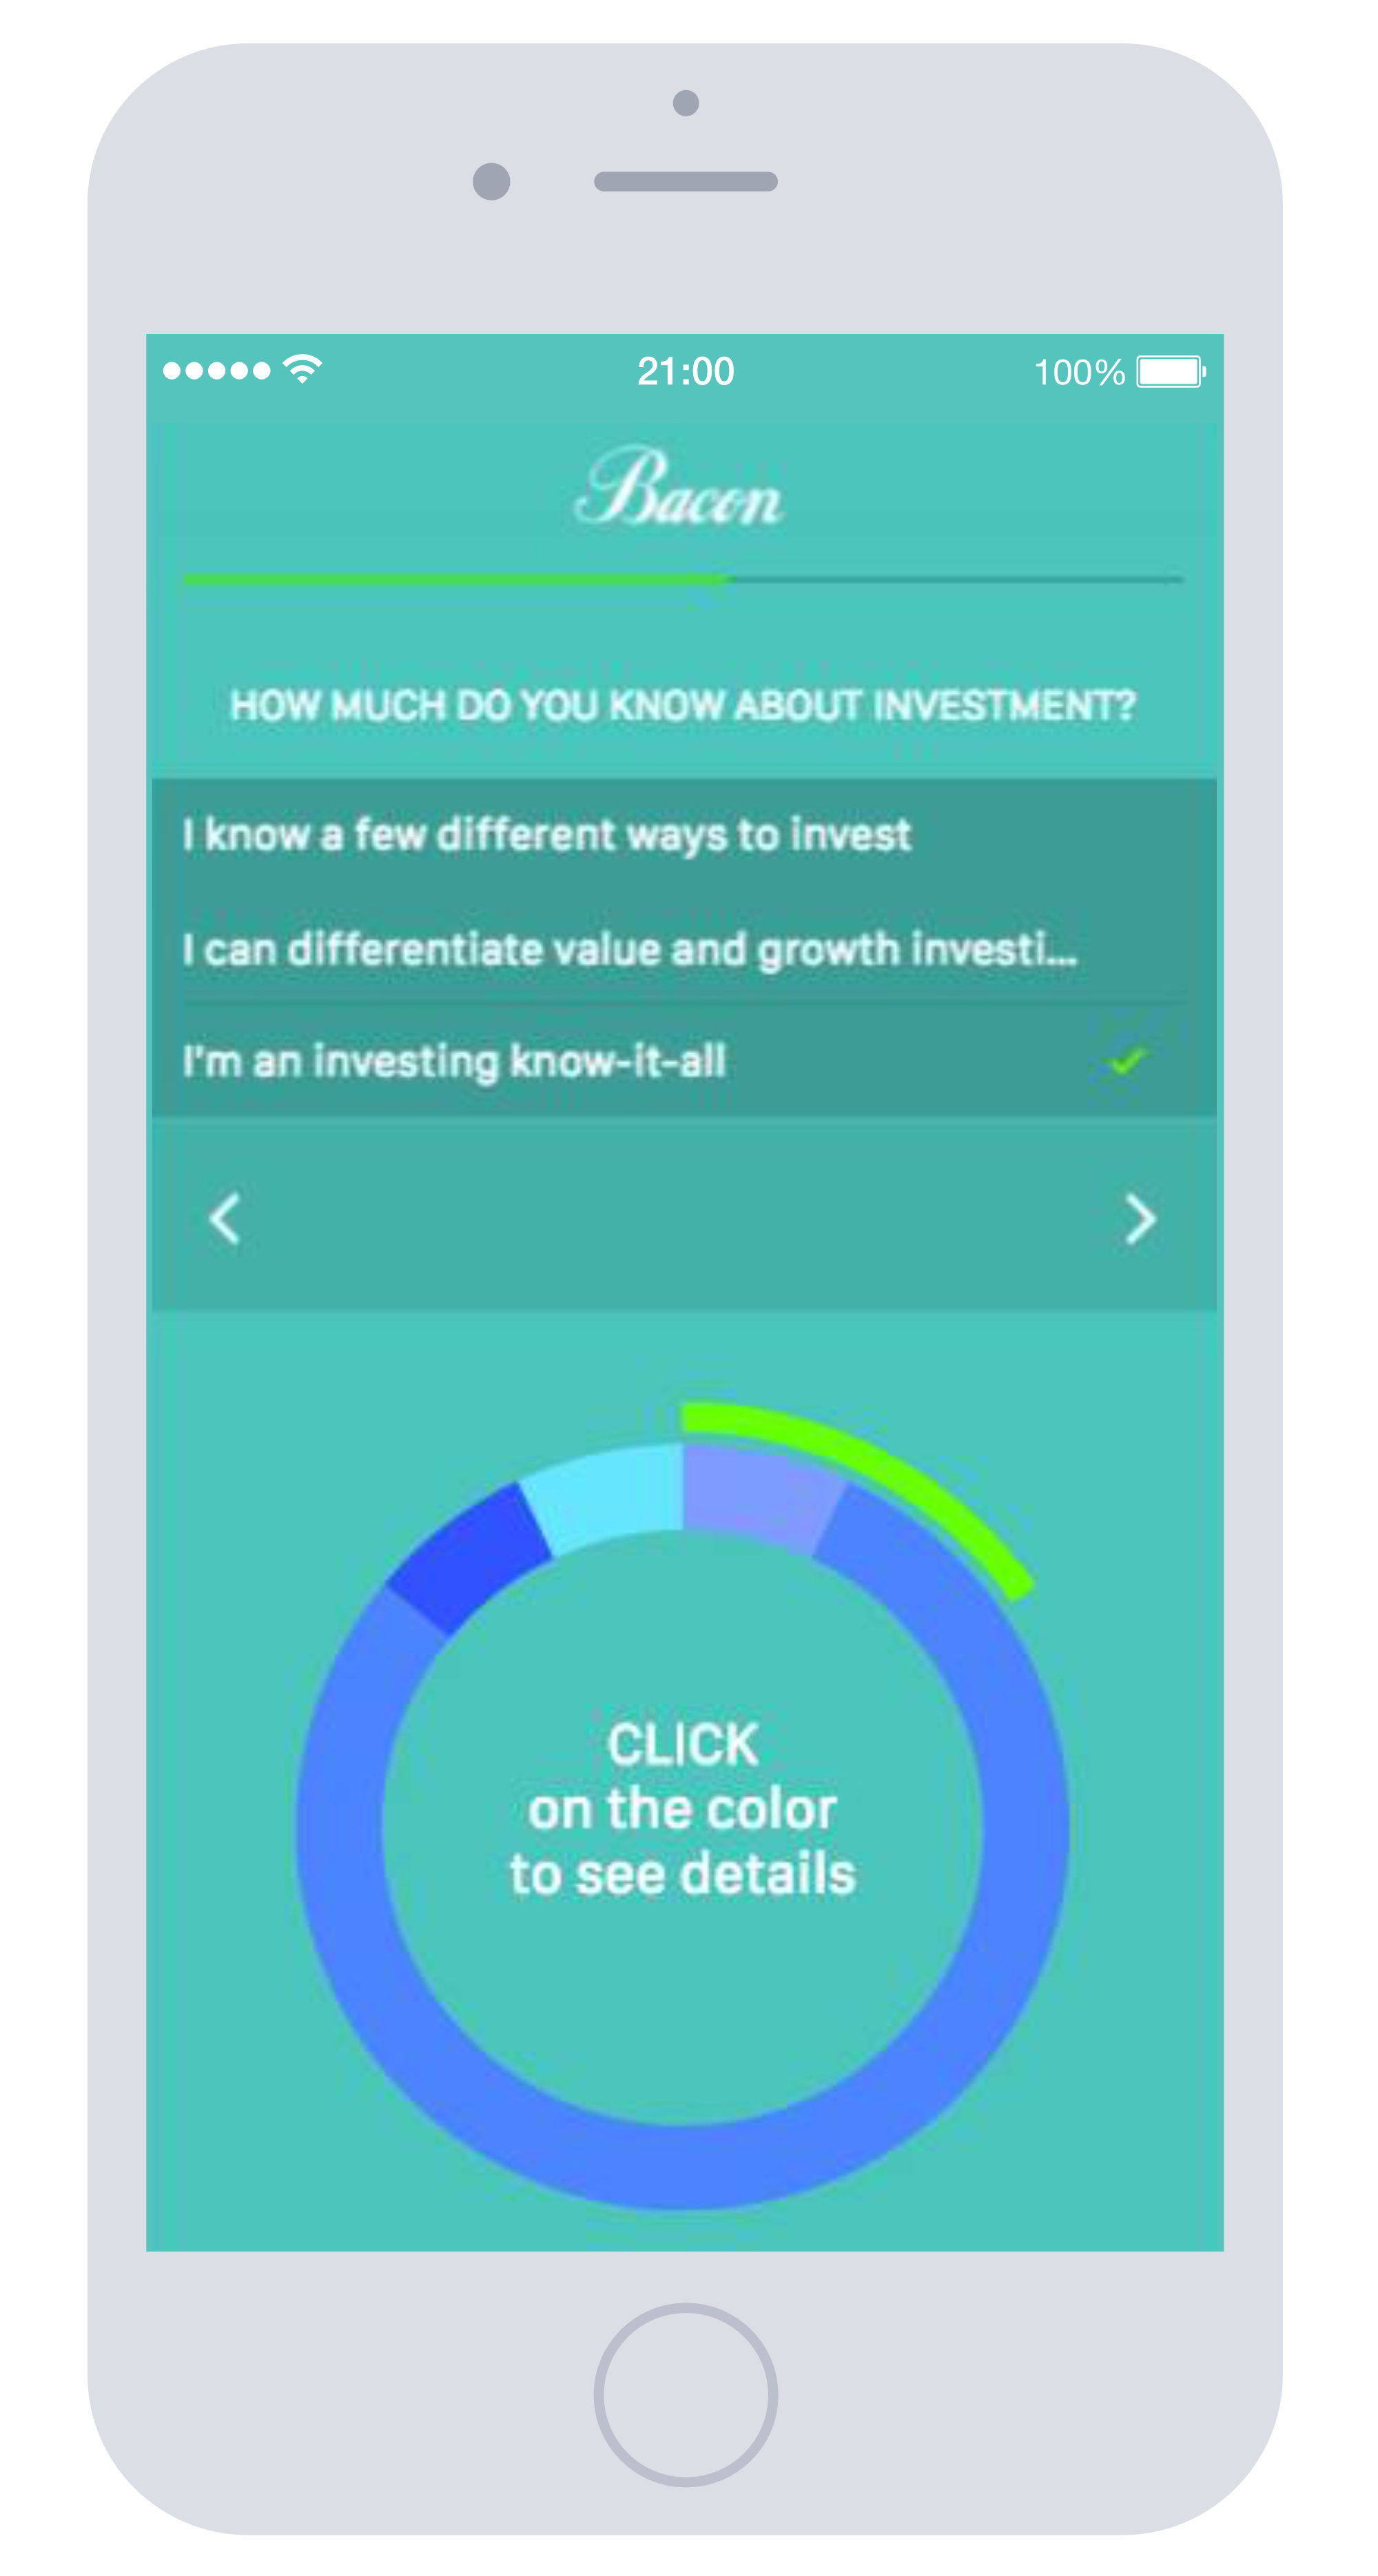 21:00
100%
Bacon
HOW MUCH DO YOU KNOW ABOUT INVESTMENT?
I know a few different ways to invest
I can differentiate value and growth investi...
I'm an investing know-it-all
CLICK
on the color
to see details